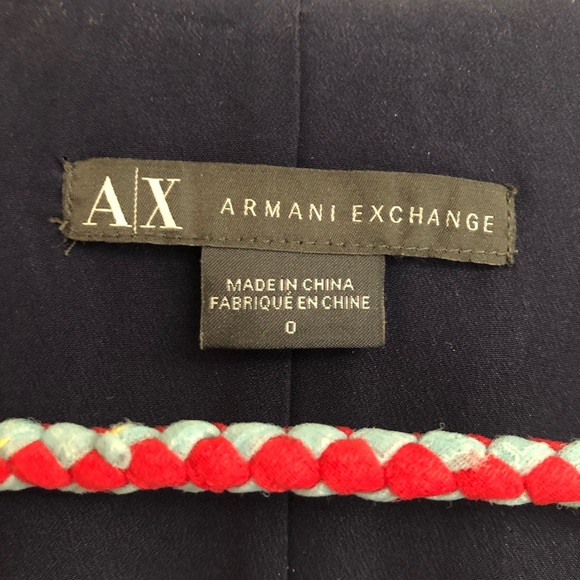 A|X ARMANI EXCHANGE
MADE IN CHINA
FABRIQUÉ EN CHINE
0